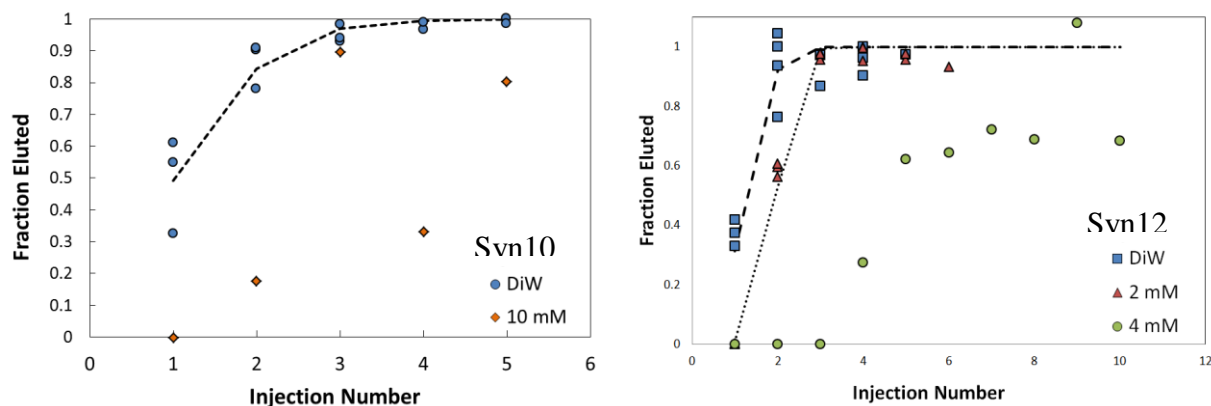 Fraction Eluted
1
0.9
0.8
0.7
0.6
0.5
0.4
0.3
0.2
0.1
0
Syn10
DiW
10 mM
0 1 2 3 4 5 6
Injection Number
Fraction Eluted
1
0.8
0.6
0.4
0.2
0
Syn12
DiW
2 mM
4 mM
0 2 4 6 8 10 12
Injection Number